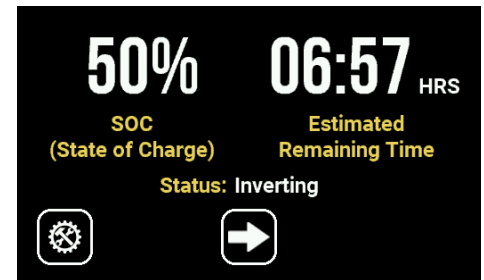 50% 06:57 HRS
SOC Estimated
(State of Charge) Remaining Time
Status: Inverting